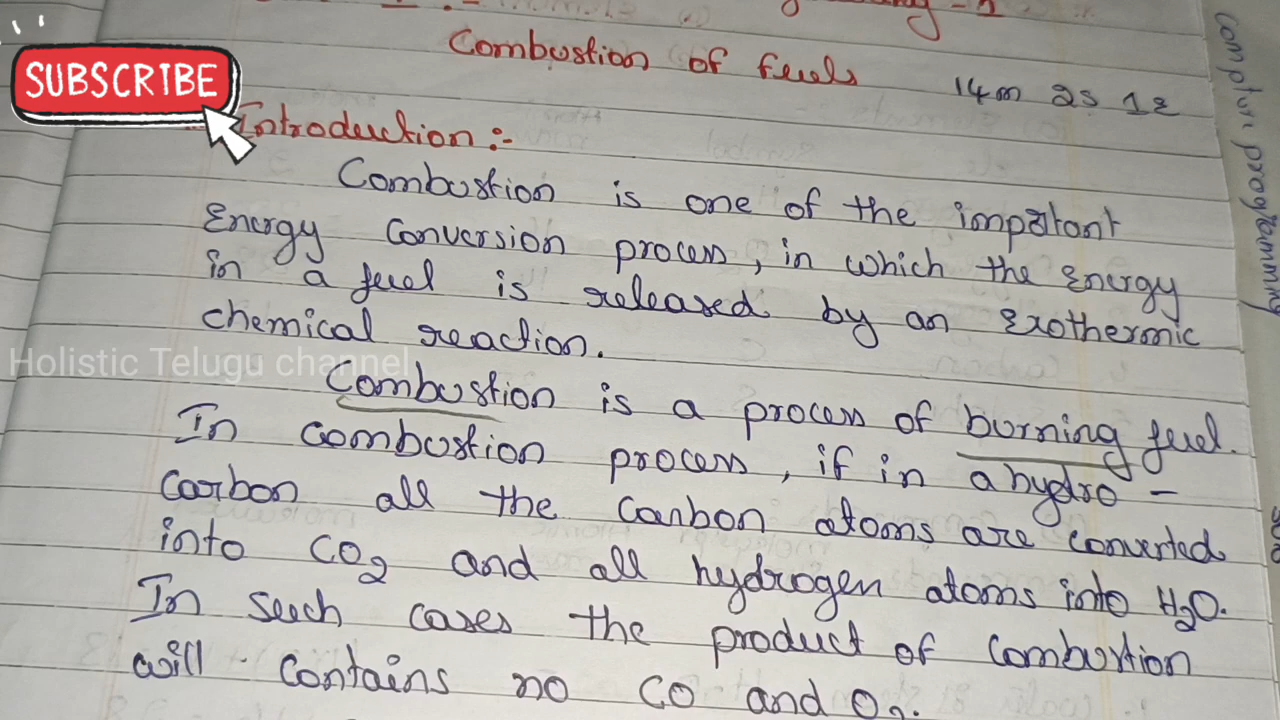 Combustion of fuels 14m 2s 12
SUBSCRIBE
Introduction :-
Combustion is one of the important
Energy Conversion process, in which the Energy
in a fuel is released by an Exothermic
chemical reaction.
Holistic Telugu channel
Combustion is a process of burning fuel.
In combustion process, if in a hydro -
carbon all the Carbon atoms are converted
into CO2 and all hydrogen atoms into H2O.
In such cases the product of Combustion
will contains no CO and O2.